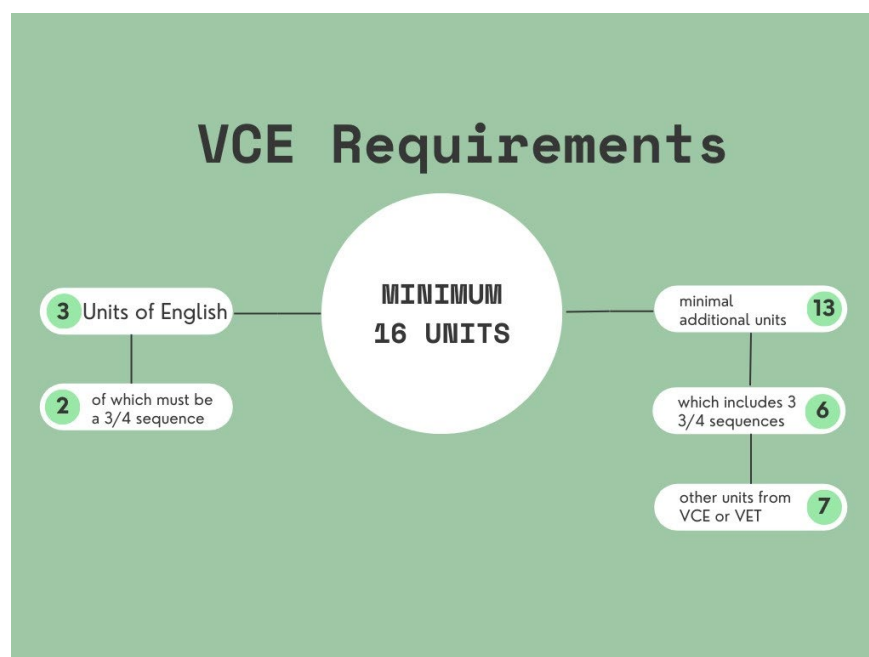 VCE Requirements
MINIMUM
16 UNITS
3 Units of English
2 of which must be
a 3/4 sequence
minimal
additional units 13
which includes 3
3/4 sequences 6
other units from
VCE or VET 7